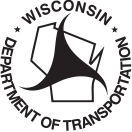 WISCONSIN
DEPARTMENT OF TRANSPORTATION